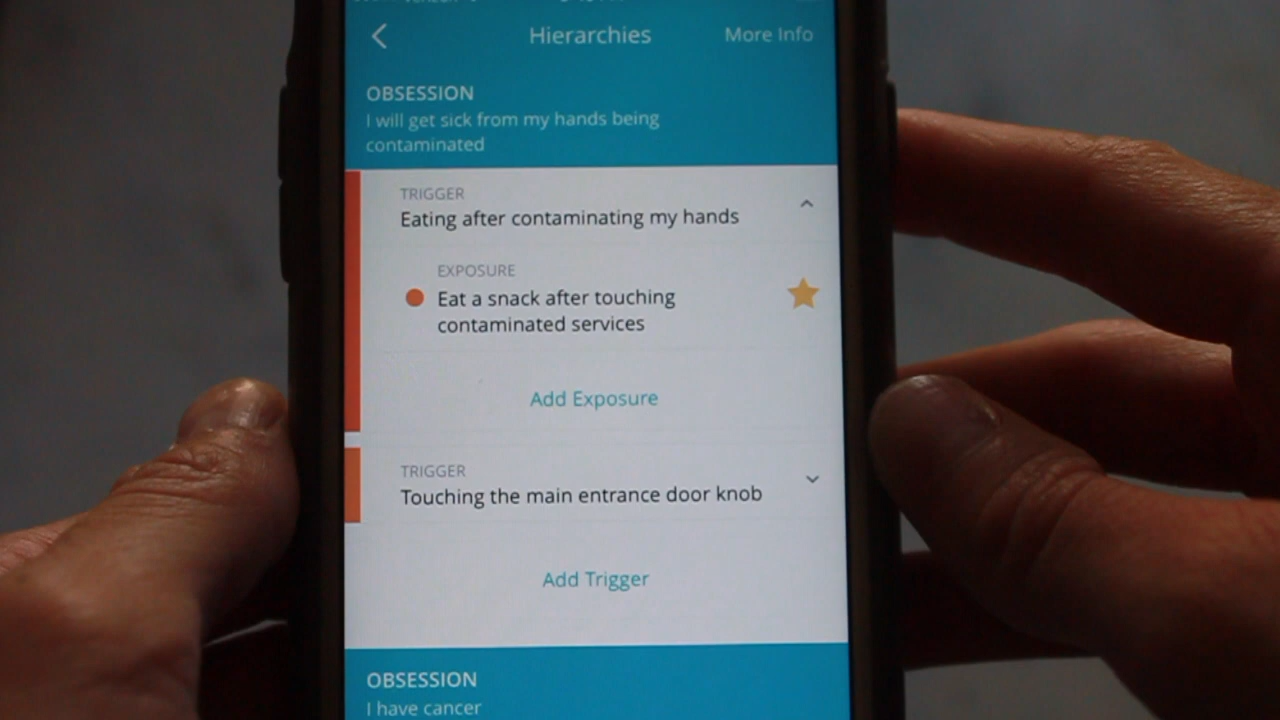 Hierarchies
More Info
OBSESSION
I will get sick from my hands being
contaminated
TRIGGER
Eating after contaminating my hands
EXPOSURE
Eat a snack after touching
contaminated services
Add Exposure
TRIGGER
Touching the main entrance door knob
Add Trigger
OBSESSION
I have cancer